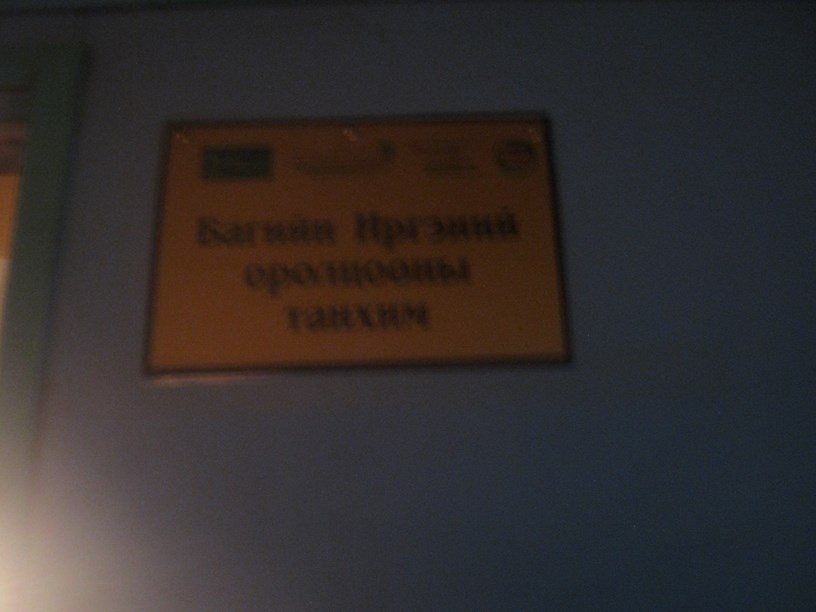 Багийн Иргэний
оролцооны
танхим